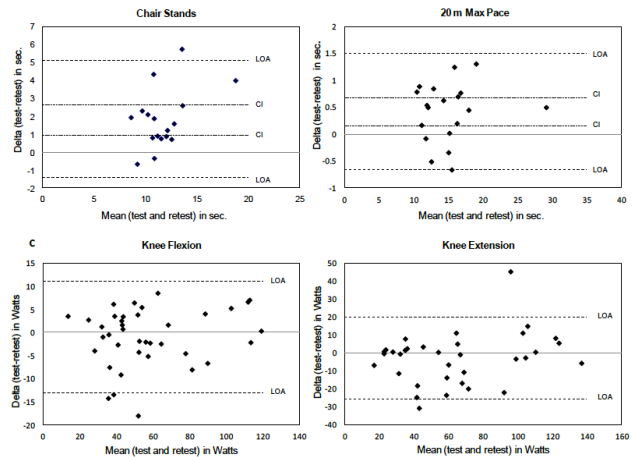 Chair Stands
7
6
5
4
3
2
1
0
-1
-2
Delta (test-retest) in sec.
LOA
CI
CI
LOA
0 5 10 15 20 25
Mean (test and retest) in sec.
20 m Max Pace
2
1.5
1
0.5
0
-0.5
-1
Delta (test-retest) in sec.
LOA
CI
CI
LOA
0 5 10 15 20 25 30 35 40
Mean (test and retest) in sec.
C
Knee Flexion
15
10
5
0
-5
-10
-15
-20
Delta (test-retest) in Watts
LOA
LOA
0 20 40 60 80 100 120 140
Mean (test and retest) in Watts
Knee Extension
50
40
30
20
10
0
-10
-20
-30
-40
Delta (test-retest) in Watts
LOA
LOA
0 20 40 60 80 100 120 140
Mean (test and retest) in Watts